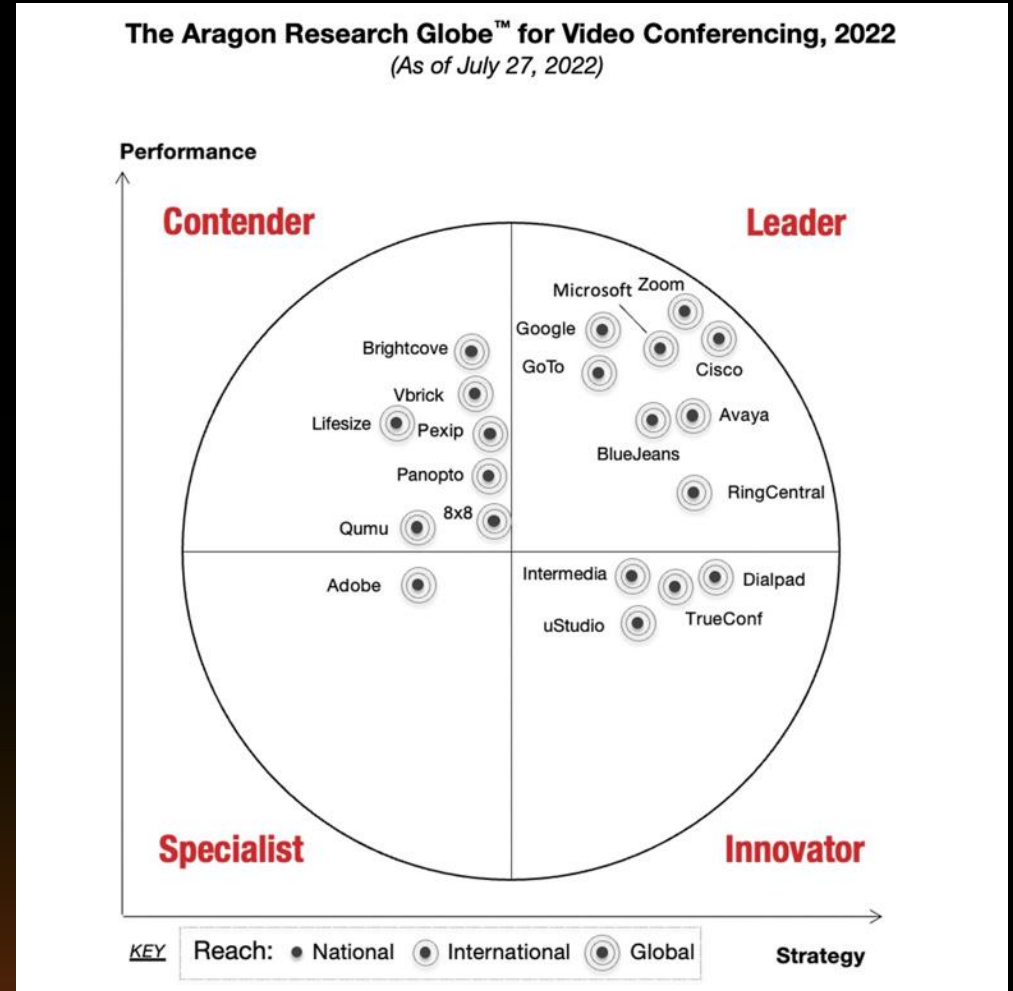 The Aragon Research Globe™ for Video Conferencing, 2022
(As of July 27, 2022)
Performance
Contender
Leader
Microsoft
Zoom
Google
GoTo
Cisco
Brightcove
Vbrick
Lifesize
Pexip
Avaya
BlueJeans
Panopto
RingCentral
8x8
Qumu
Adobe
Intermedia
Dialpad
TrueConf
uStudio
Specialist
Innovator
KEY
Reach: National International Global
Strategy